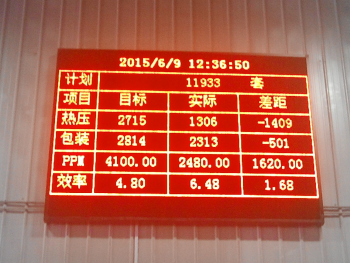 2015/6/9 12:36:50
计划 11933 套
项目 目标 实际 差距
热压 2715 1306 -1409
包装 2814 2313 -501
PPM 4100.00 2480.00 1620.00
效率 4.80 6.48 1.68